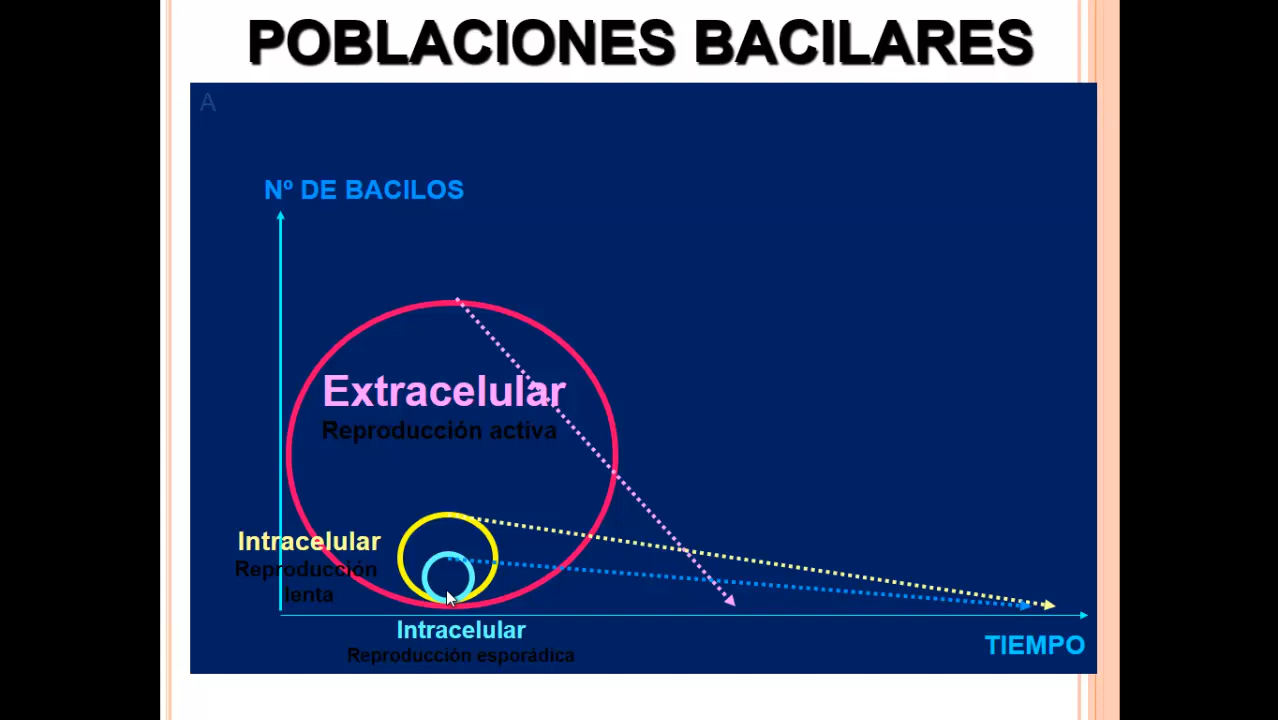 POBLACIONES BACILARES
A
Nº DE BACILOS
Extracelular
Reproducción activa
Intracelular
Reproducción
lenta
Intracelular
Reproducción esporádica
TIEMPO